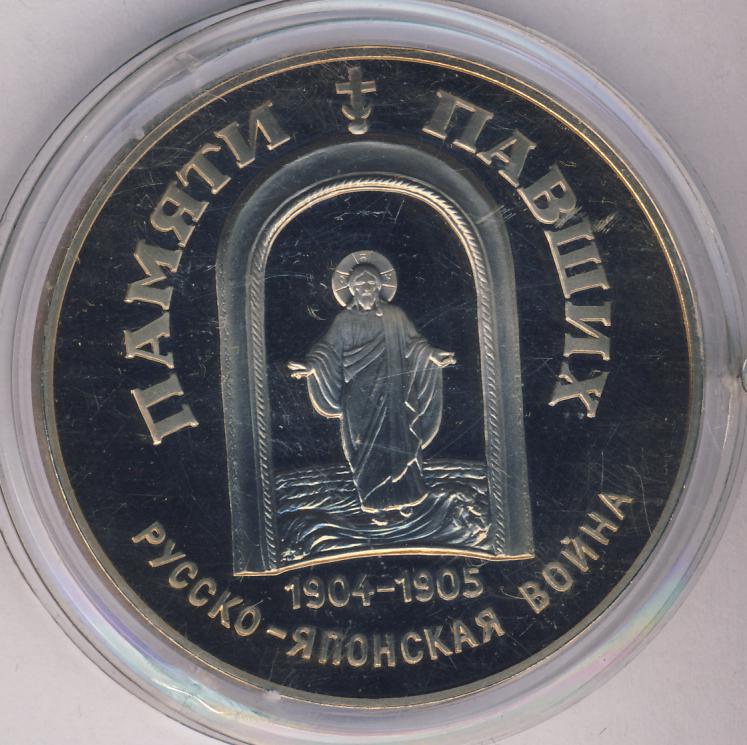 ПАМЯТИ ПАВШИХ
1904-1905
РУССКО-ЯПОНСКАЯ ВОЙНА